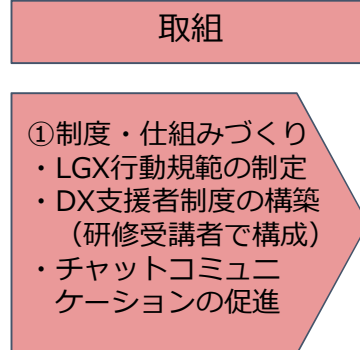 取組
①制度・仕組みづくり
・LGX行動規範の制定
・DX支援者制度の構築
（研修受講者で構成）
・チャットコミュニ
ケーションの促進